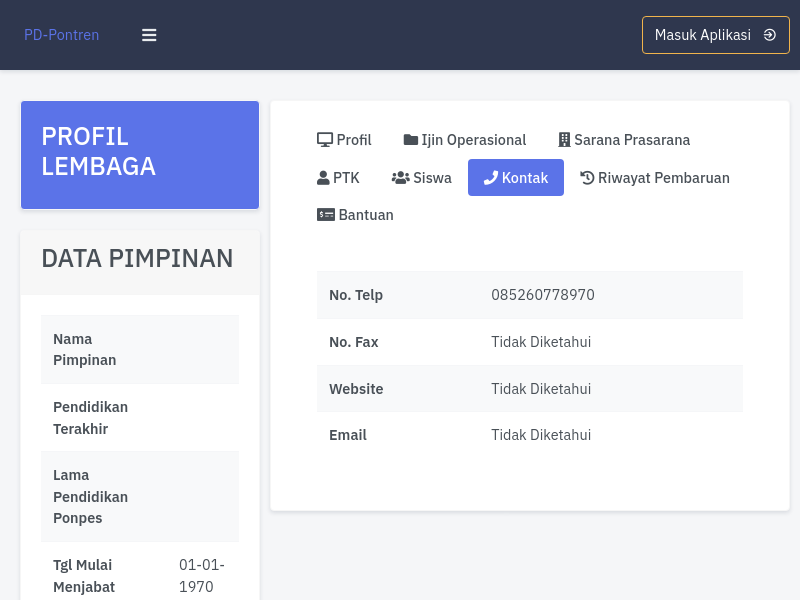 PD-Pontren
Masuk Aplikasi
PROFIL
LEMBAGA
DATA PIMPINAN
Nama
Pimpinan
Pendidikan
Terakhir
Lama
Pendidikan
Ponpes
Tgl Mulai 01-01-
Menjabat 1970
Profil Ijin Operasional Sarana Prasarana
PTK Siswa Kontak Riwayat Pembaruan
Bantuan
No. Telp 085260778970
No. Fax Tidak Diketahui
Website Tidak Diketahui
Email Tidak Diketahui